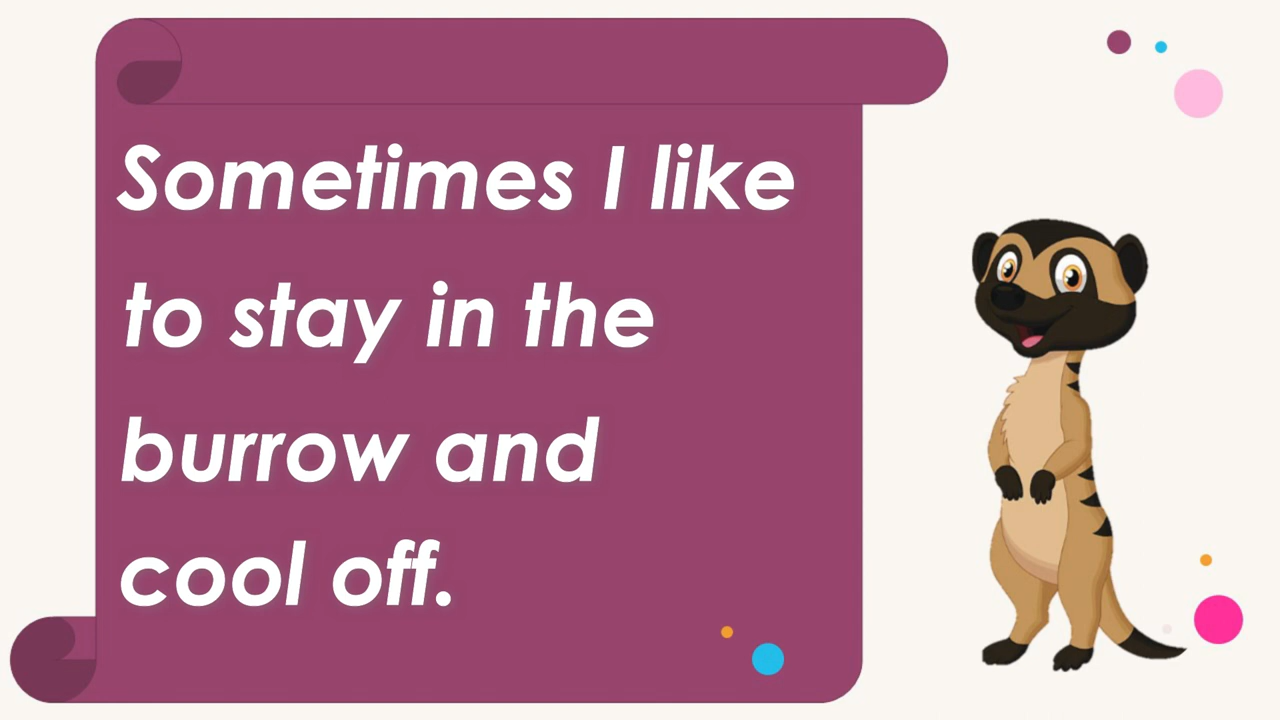 Sometimes I like
to stay in the
burrow and
cool off.